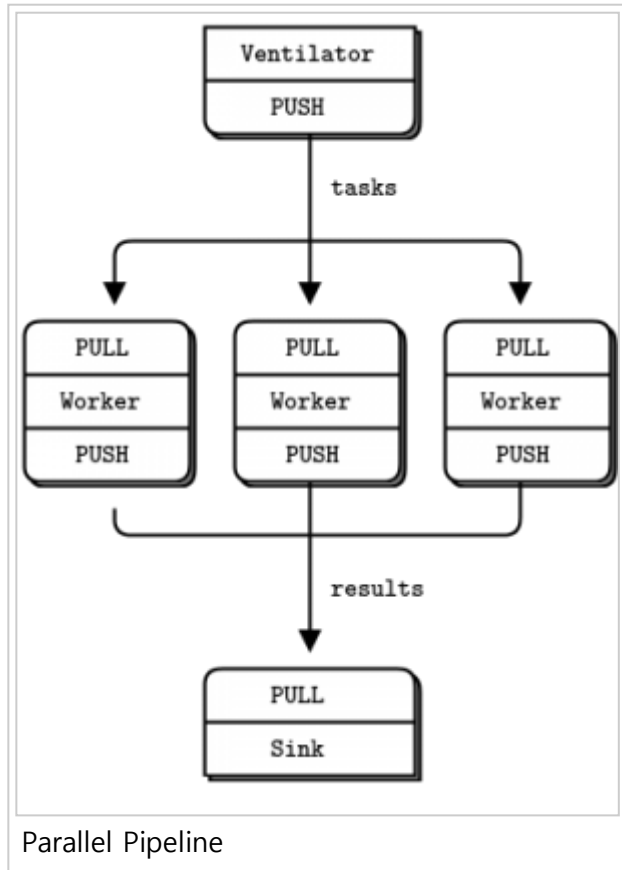 Ventilator
PUSH
tasks
PULL PULL PULL
Worker Worker Worker
PUSH PUSH PUSH
results
PULL
Sink
Parallel Pipeline